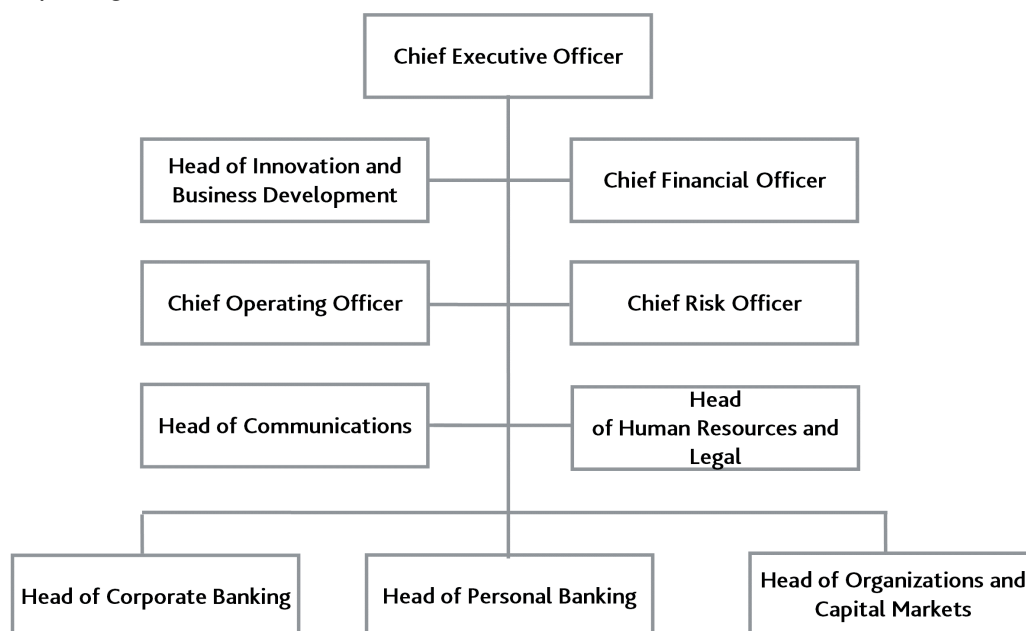 Chief Executive Officer
Head of Innovation and
Business Development
Chief Financial Officer
Chief Operating Officer
Chief Risk Officer
Head of Communications
Head
of Human Resources and
Legal
Head of Corporate Banking
Head of Personal Banking
Head of Organizations and
Capital Markets